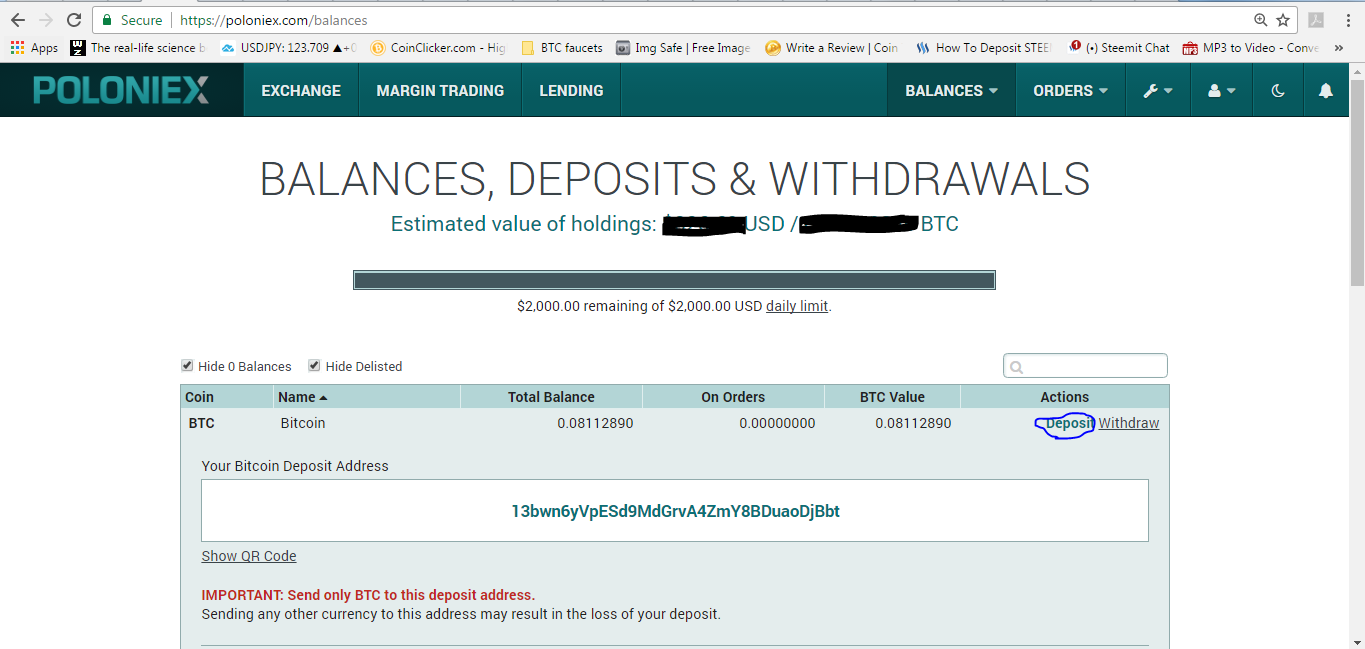 Secure https://poloniex.com/balances
Apps The real-life science b USDJPY: 123.709 ▲+0 CoinClicker.com - Hig BTC faucets Img Safe | Free Image Write a Review | Coin How To Deposit STEE (•) Steemit Chat MP3 to Video - Conve »
POLONIEX EXCHANGE MARGIN TRADING LENDING BALANCES ORDERS
BALANCES, DEPOSITS & WITHDRAWALS
Estimated value of holdings: USD / BTC
$2,000.00 remaining of $2,000.00 USD daily limit.
Hide 0 Balances Hide Delisted
Coin Name Total Balance On Orders BTC Value Actions
BTC Bitcoin 0.08112890 0.00000000 0.08112890 Deposit Withdraw
Your Bitcoin Deposit Address
13bwn6yVpESd9MdGrvA4ZmY8BDuaoDjBbt
Show QR Code
IMPORTANT: Send only BTC to this deposit address.
Sending any other currency to this address may result in the loss of your deposit.